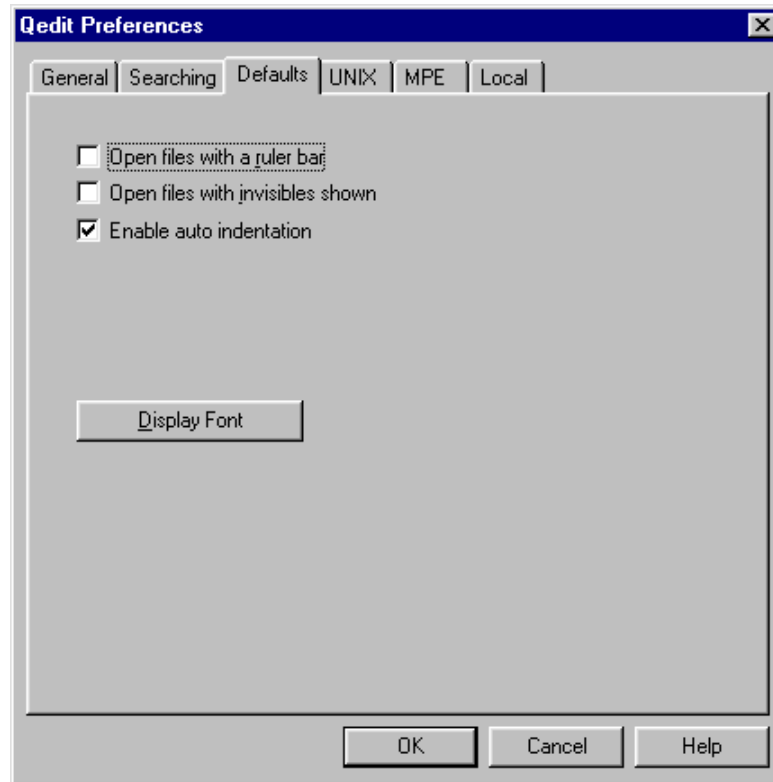 Qedit Preferences
General Searching Defaults UNIX MPE Local
Open files with a ruler bar
Open files with invisibles shown
Enable auto indentation
Display Font
OK Cancel Help